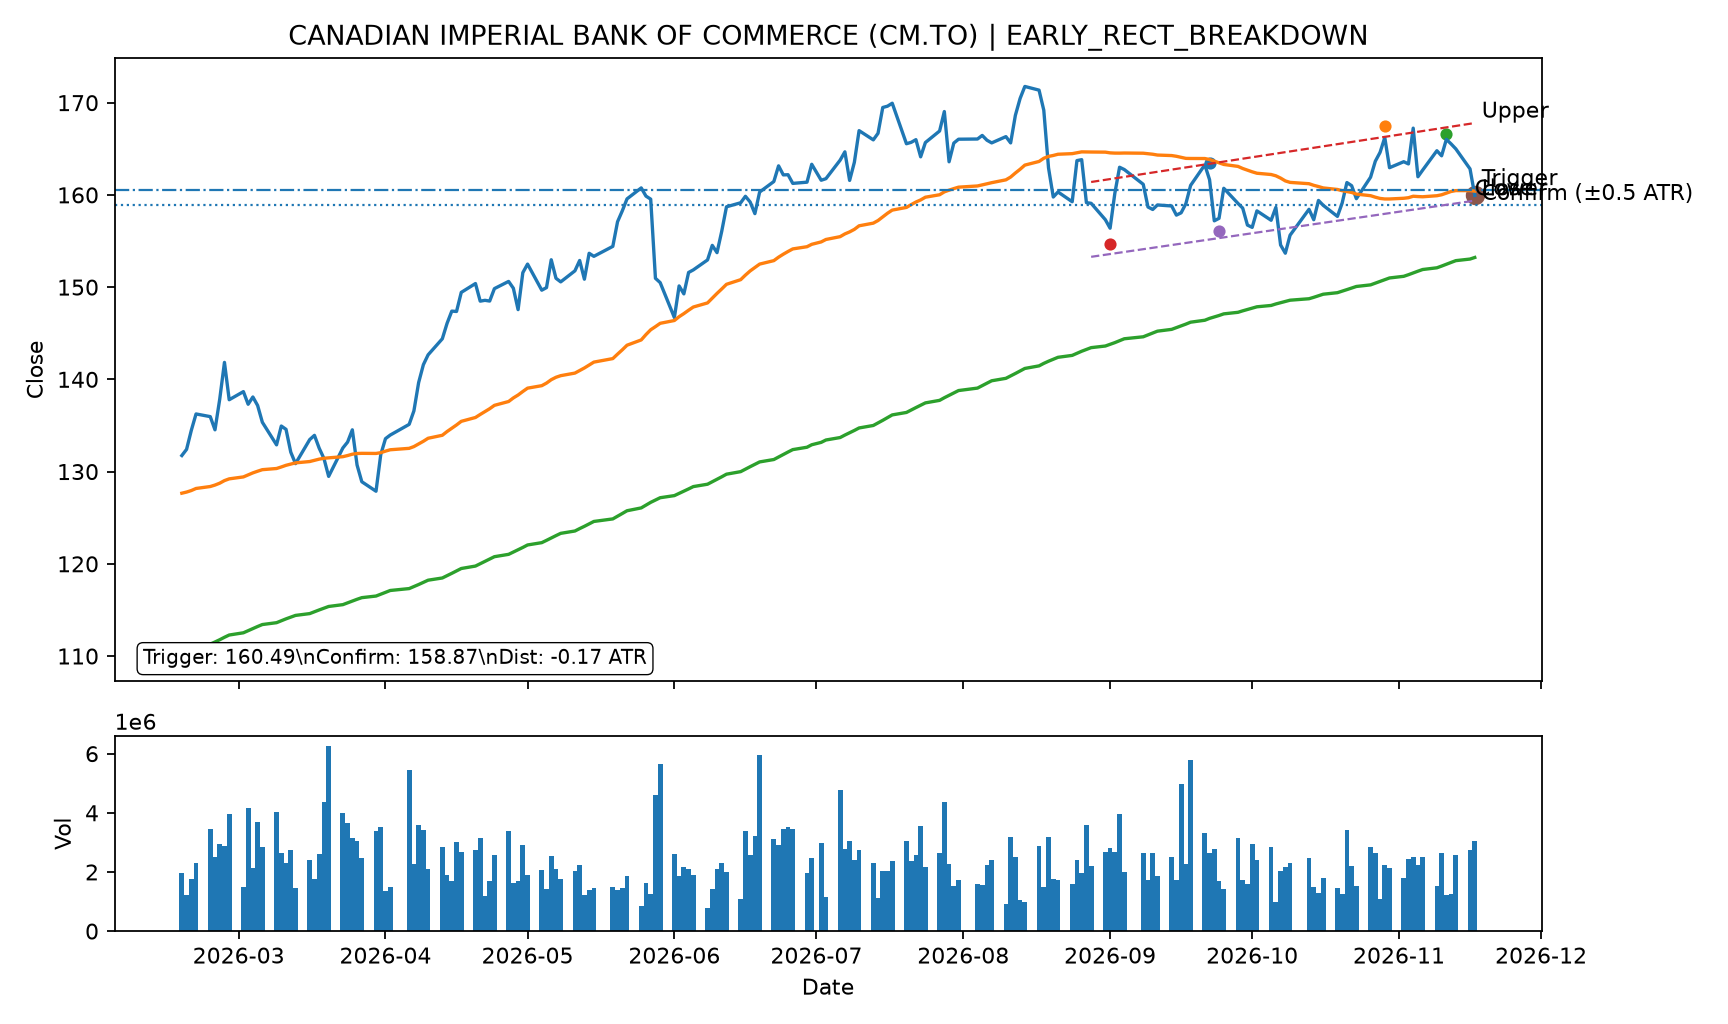 CANADIAN IMPERIAL BANK OF COMMERCE (CM.TO) | EARLY_RECT_BREAKDOWN
170
160
150
140
130
120
110
Close
Upper
Trigger
Confirm (±0.5 ATR)
Trigger: 160.49\nConfirm: 158.87\nDist: -0.17 ATR
1e6
6
4
2
0
Vol
2026-03
2026-04
2026-05
2026-06
2026-07
2026-08
2026-09
2026-10
2026-11
2026-12
Date